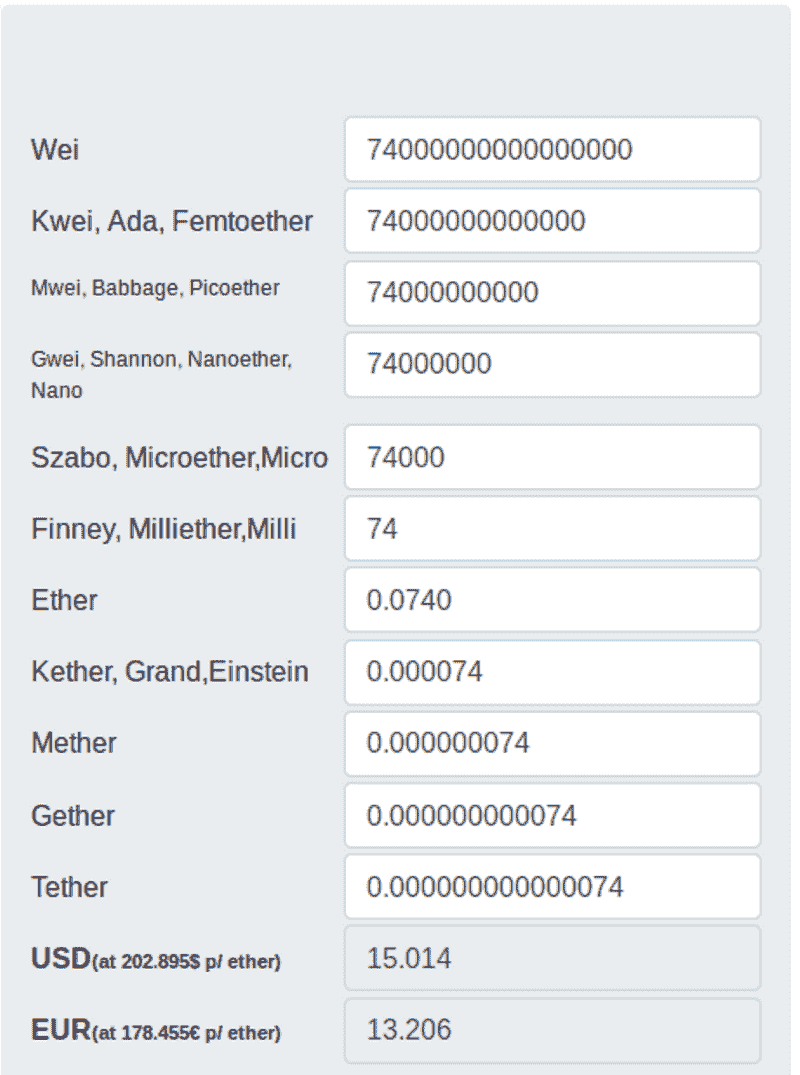 Wei 74000000000000000
Kwei, Ada, Femtoether 74000000000000
Mwei, Babbage, Picoether 74000000000
Gwei, Shannon, Nanoether, 74000000
Nano
Szabo, Microether,Micro 74000
Finney, Milliether,Milli 74
Ether 0.0740
Kether, Grand,Einstein 0.000074
Mether 0.000000074
Gether 0.000000000074
Tether 0.000000000000074
USD(at 202.895$ p/ ether) 15.014
EUR(at 178.455€ p/ ether) 13.206